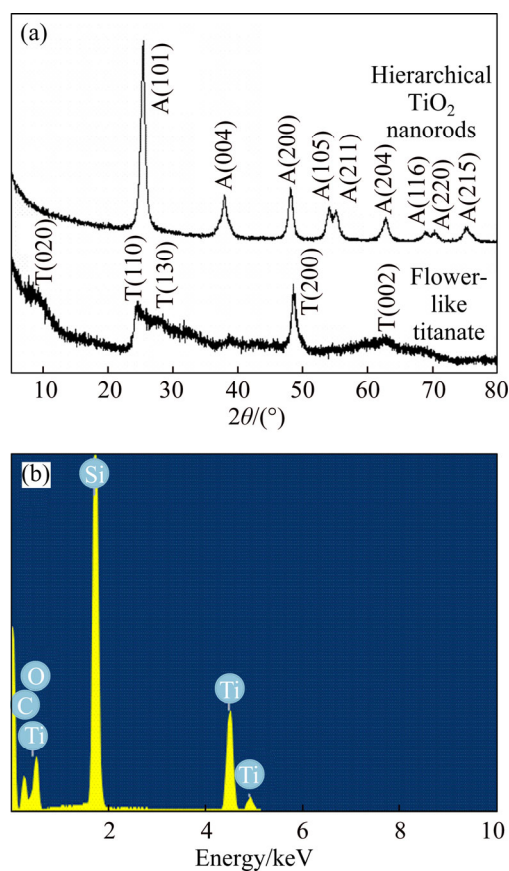 (a)
Hierarchical
TiO₂
nanorods
A(101)
A(004)
A(200)
A(105)
A(211)
A(204)
A(116)
A(220)
A(215)
T(020)
T(110)
T(130)
T(200)
T(002)
Flower-
like
titanate
10 20 30 40 50 60 70 80
2θ/(°)
(b)
Si
O
C
Ti
Ti
Ti
2 4 6 8 10
Energy/keV